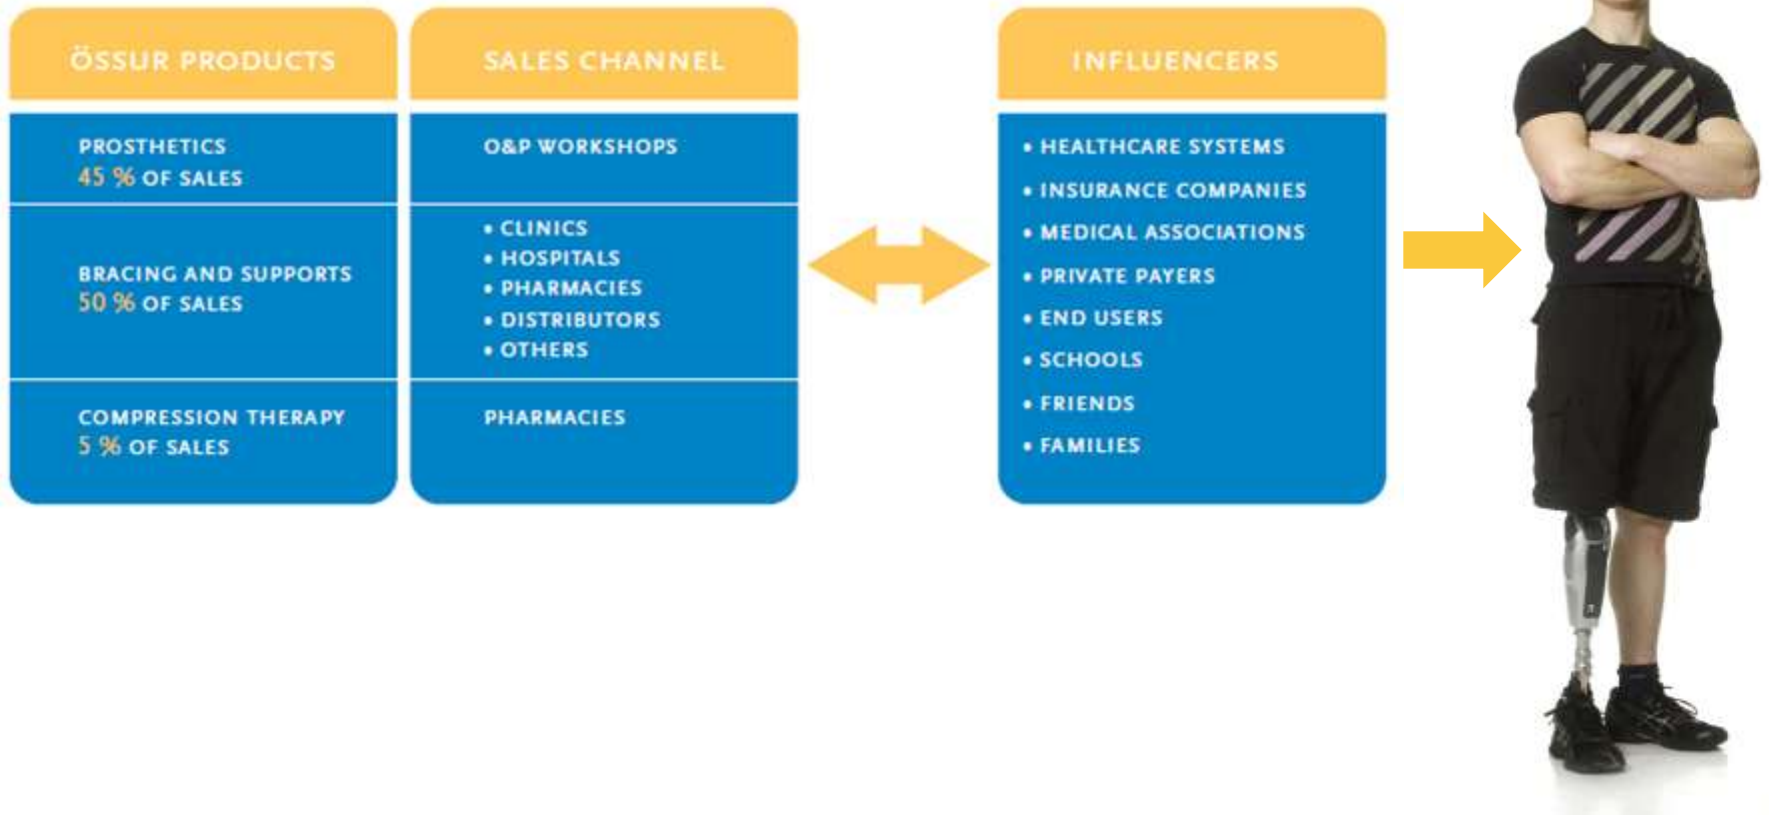 ÖSSUR PRODUCTS
PROSTHETICS
45 % OF SALES
BRACING AND SUPPORTS
50 % OF SALES
COMPRESSION THERAPY
5 % OF SALES
SALES CHANNEL
O&P WORKSHOPS
• CLINICS
• HOSPITALS
• PHARMACIES
• DISTRIBUTORS
• OTHERS
PHARMACIES
INFLUENCERS
• HEALTHCARE SYSTEMS
• INSURANCE COMPANIES
• MEDICAL ASSOCIATIONS
• PRIVATE PAYERS
• END USERS
• SCHOOLS
• FRIENDS
• FAMILIES